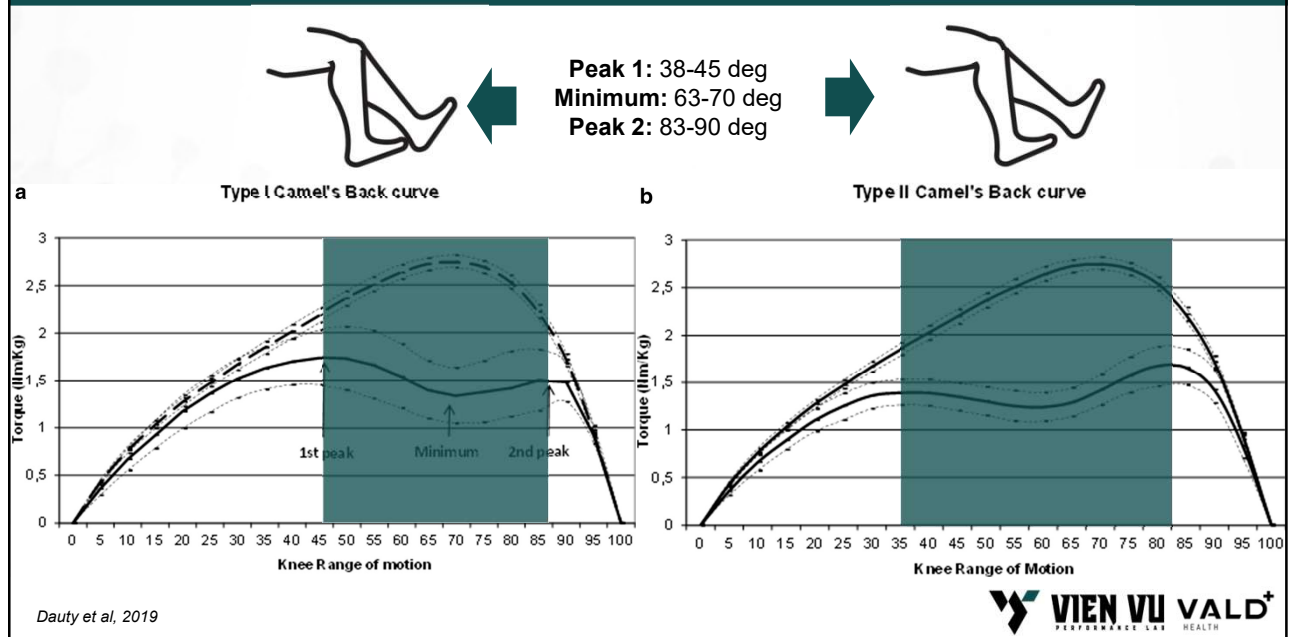 Peak 1: 38-45 deg
Minimum: 63-70 deg
Peak 2: 83-90 deg
a
Type I Camel's Back curve
3
2,5
2
1,5
1
0,5
0
Torque (Nm/Kg)
1st peak
Minimum
2nd peak
0 5 10 15 20 25 30 35 40 45 50 55 60 65 70 75 80 85 90 95 100
Knee Range of motion
b
Type II Camel's Back curve
3
2,5
2
1,5
1
0,5
0
Torque (Nm/Kg)
0 5 10 15 20 25 30 35 40 45 50 55 60 65 70 75 80 85 90 95 100
Knee Range of Motion
Dauty et al, 2019
VIEN VU
PERFORMANCE LAB
VALD+
HEALTH